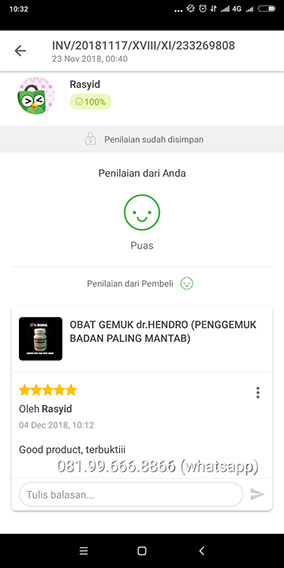 10:32
4G
INV/20181117/XVIII/XI/233269808
23 Nov 2018, 00:40
Rasyid
100%
Penilaian sudah disimpan
Penilaian dari Anda
Puas
Penilaian dari Pembeli
OBAT GEMUK dr.HENDRO (PENGGEMUK
BADAN PALING MANTAB)
Oleh Rasyid
04 Dec 2018, 10:12
Good product, terbuktiii
081.99.666.8866 (whatsapp)
Tulis balasan...